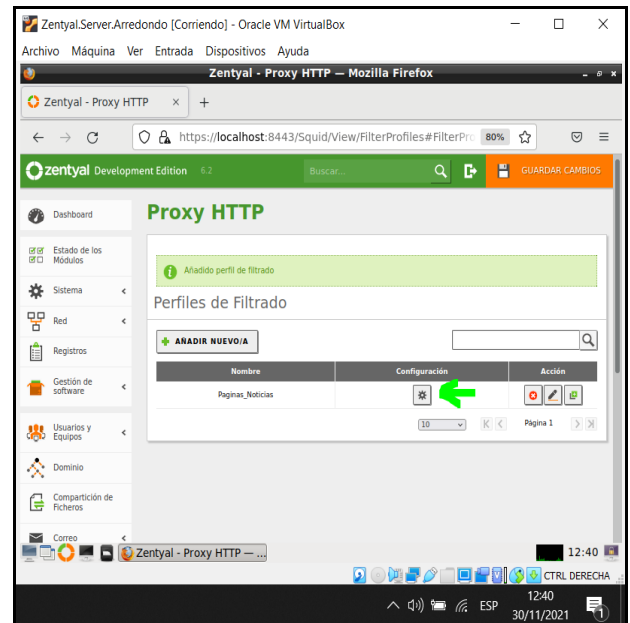 Zentyal.Server.Arredondo [Corriendo] - Oracle VM VirtualBox
Archivo Máquina Ver Entrada Dispositivos Ayuda
Zentyal - Proxy HTTP — Mozilla Firefox
Zentyal - Proxy HTTP
https://localhost:8443/Squid/View/FilterProfiles#FilterPro
80%
zentyal Development Edition 6.2
Buscar...
GUARDAR CAMBIOS
Dashboard
Estado de los
Módulos
Sistema
Red
Registros
Gestión de
software
Usuarios y
Equipos
Dominio
Compartición de
Ficheros
Correo
Proxy HTTP
Añadido perfil de filtrado
Perfiles de Filtrado
AÑADIR NUEVO/A
Nombre Configuración Acción
Paginas_Noticias
10
Página 1
Zentyal - Proxy HTTP — ...
12:40
CTRL DERECHA
ESP
12:40
30/11/2021
1